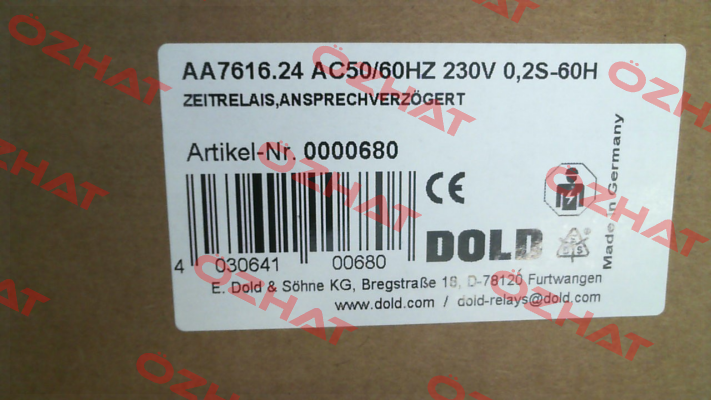 AA7616.24 AC50/60HZ 230V 0,2S-60H
ZEITRELAIS,ANSPRECHVERZÖGERT
Artikel-Nr. 0000680
4 030641 00680
CE
DOLD
Made in Germany
E. Dold & Söhne KG, Bregstraße 18, D-78120 Furtwangen
www.dold.com / dold-relays@dold.com
ÖZHAT
ÖZHAT
ÖZHAT
ÖZHAT
ÖZHAT
ÖZHAT
ÖZHAT
ÖZHAT
ÖZHAT